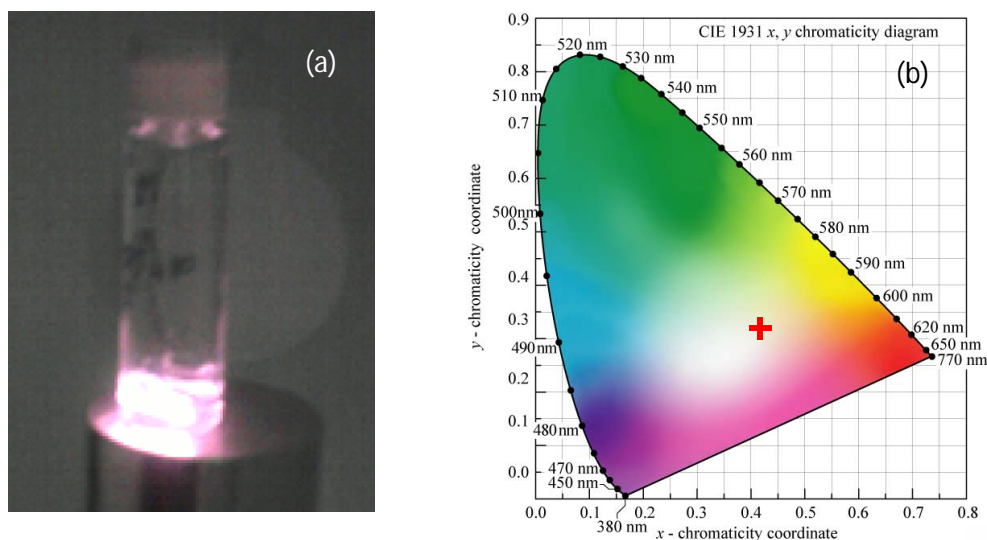 (a)
CIE 1931 x, y chromaticity diagram
(b)
0.9
0.8
0.7
0.6
0.5
0.4
0.3
0.2
0.1
0.0
y - chromaticity coordinate
520 nm
530 nm
540 nm
550 nm
560 nm
570 nm
580 nm
590 nm
600 nm
620 nm
650 nm
770 nm
510 nm
500nm
490nm
480nm
470 nm
450 nm
380 nm
0.0 0.1 0.2 0.3 0.4 0.5 0.6 0.7 0.8
x - chromaticity coordinate